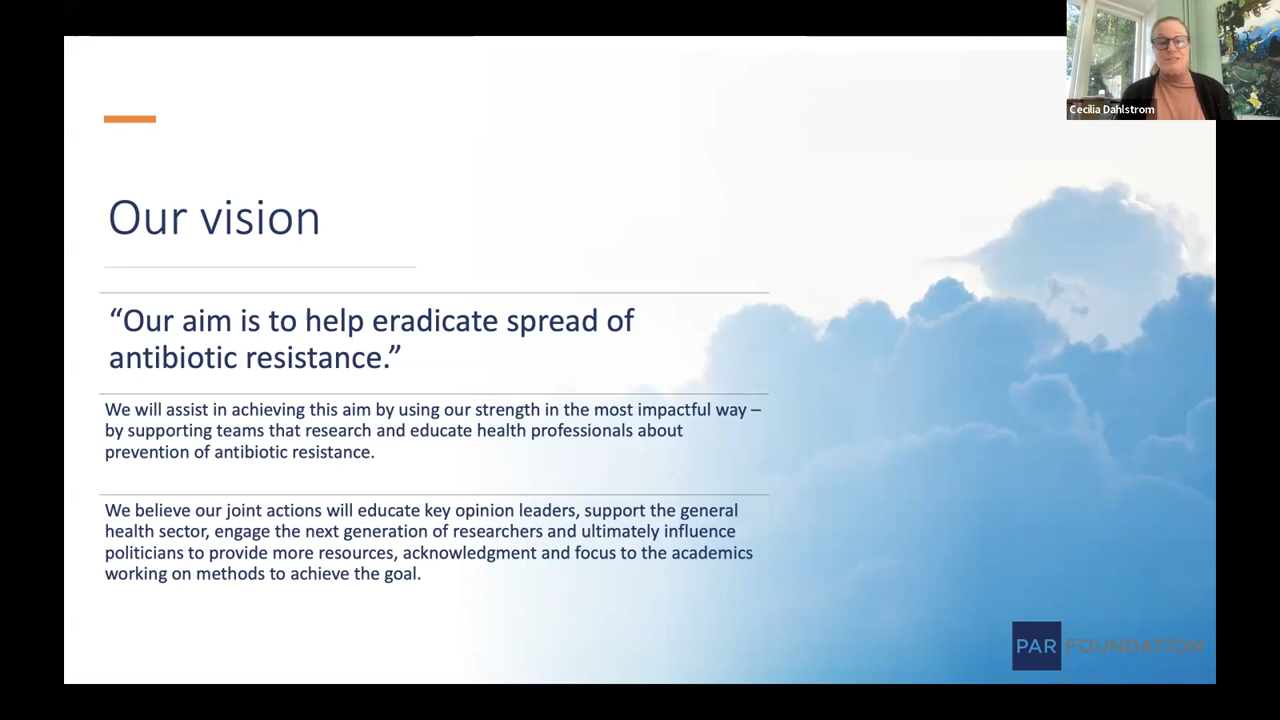 Cecilia Dahlstrom
Our vision
“Our aim is to help eradicate spread of
antibiotic resistance.”
We will assist in achieving this aim by using our strength in the most impactful way –
by supporting teams that research and educate health professionals about
prevention of antibiotic resistance.
We believe our joint actions will educate key opinion leaders, support the general
health sector, engage the next generation of researchers and ultimately influence
politicians to provide more resources, acknowledgment and focus to the academics
working on methods to achieve the goal.
PAR FOUNDATION